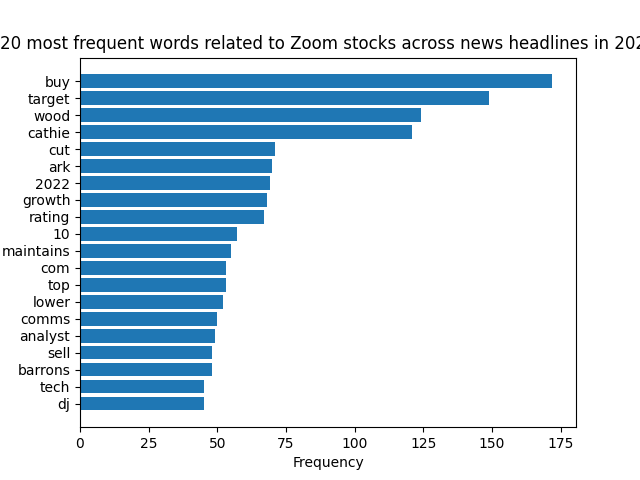 20 most frequent words related to Zoom stocks across news headlines in 202
buy
target
wood
cathie
cut
ark
2022
growth
rating
10
maintains
com
top
lower
comms
analyst
sell
barrons
tech
dj
0 25 50 75 100 125 150 175
Frequency